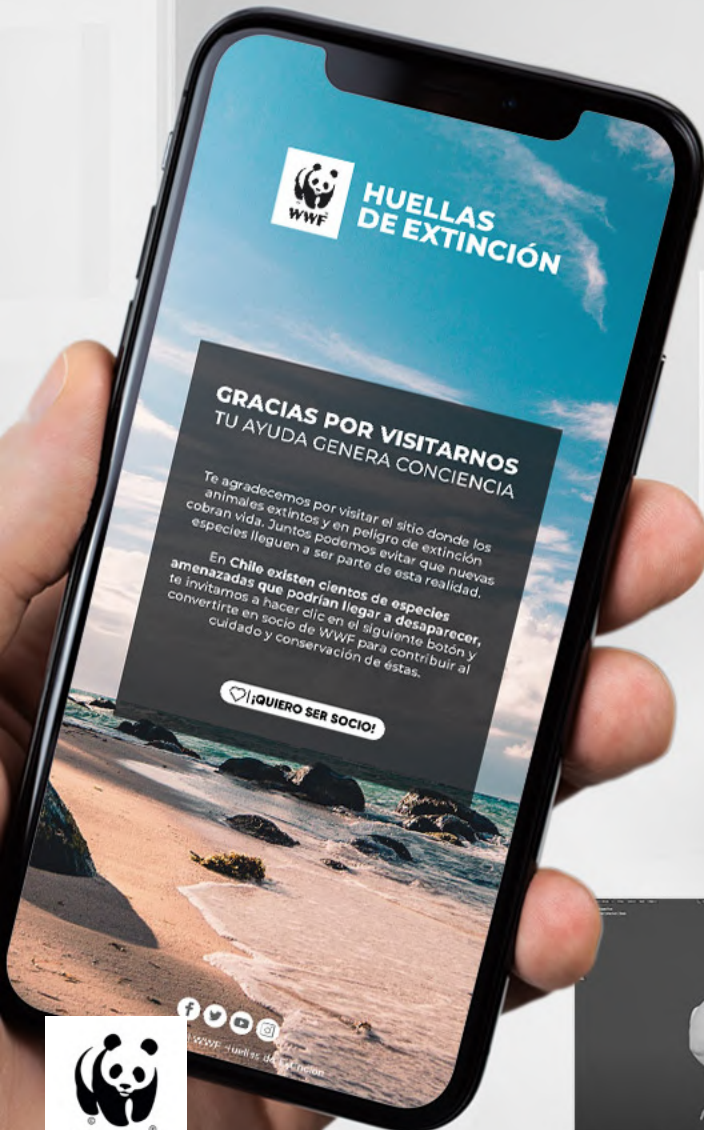 WWF
HUELLAS
DE EXTINCIÓN
GRACIAS POR VISITARNOS
TU AYUDA GENERA CONCIENCIA
Te agradecemos por visitar el sitio donde los
animales extintos y en peligro de extinción
cobran vida. Juntos podemos evitar que nuevas
especies lleguen a ser parte de esta realidad.
En Chile existen cientos de especies
amenazadas que podrían llegar a desaparecer,
te invitamos a hacer clic en el siguiente botón y
convertirte en socio de WWF para contribuir al
cuidado y conservación de éstas.
¡QUIERO SER SOCIO!
WWF Huellas de Extinción